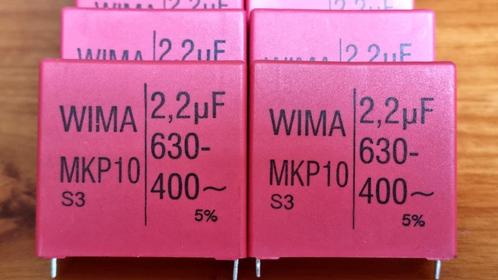 2,2µF
WIMA
2,2µF
WIMA
WIMA
MKP10
S3
2,2µF
630-
400~
5%
WIMA
MKP10
S3
2,2µF
630-
400~
5%